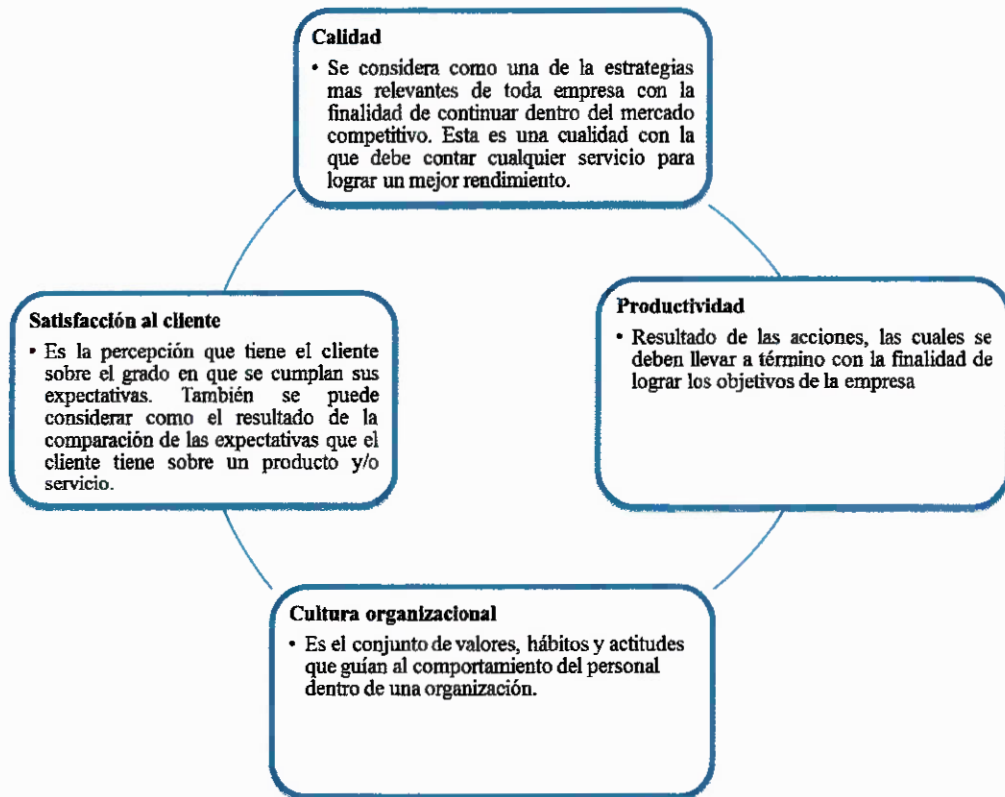 Calidad
• Se considera como una de la estrategias
mas relevantes de toda empresa con la
finalidad de continuar dentro del mercado
competitivo. Esta es una cualidad con la
que debe contar cualquier servicio para
lograr un mejor rendimiento.
Productividad
• Resultado de las acciones, las cuales se
deben llevar a término con la finalidad de
lograr los objetivos de la empresa
Cultura organizacional
• Es el conjunto de valores, hábitos y actitudes
que guían al comportamiento del personal
dentro de una organización.
Satisfacción al cliente
• Es la percepción que tiene el cliente
sobre el grado en que se cumplan sus
expectativas. También se puede
considerar como el resultado de la
comparación de las expectativas que el
cliente tiene sobre un producto y/o
servicio.